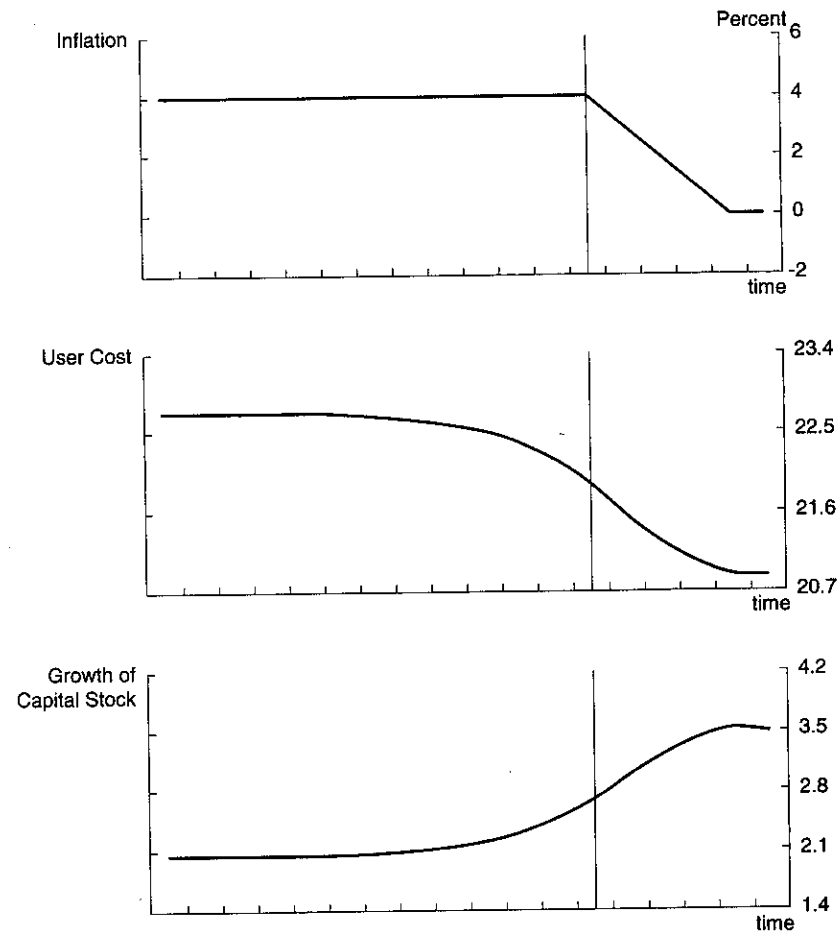 Percent
Inflation
6
4
2
0
-2
time
User Cost
23.4
22.5
21.6
20.7
time
Growth of
Capital Stock
4.2
3.5
2.8
2.1
1.4
time